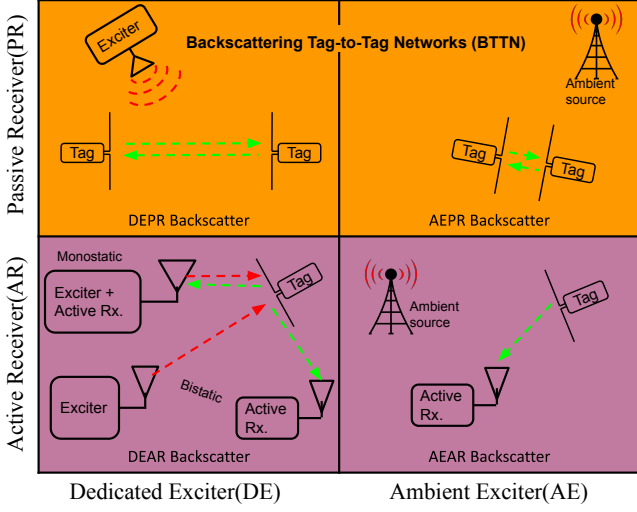 Passive Receiver(PR)
Exciter
Backscattering Tag-to-Tag Networks (BTTN)
Ambient
source
Tag
Tag
Tag
Tag
DEPR Backscatter
AEPR Backscatter
Active Receiver(AR)
Monostatic
Exciter +
Active Rx.
Tag
Bistatic
Exciter
Active
Rx.
DEAR Backscatter
Ambient
source
Tag
Active
Rx.
AEAR Backscatter
Dedicated Exciter(DE)
Ambient Exciter(AE)